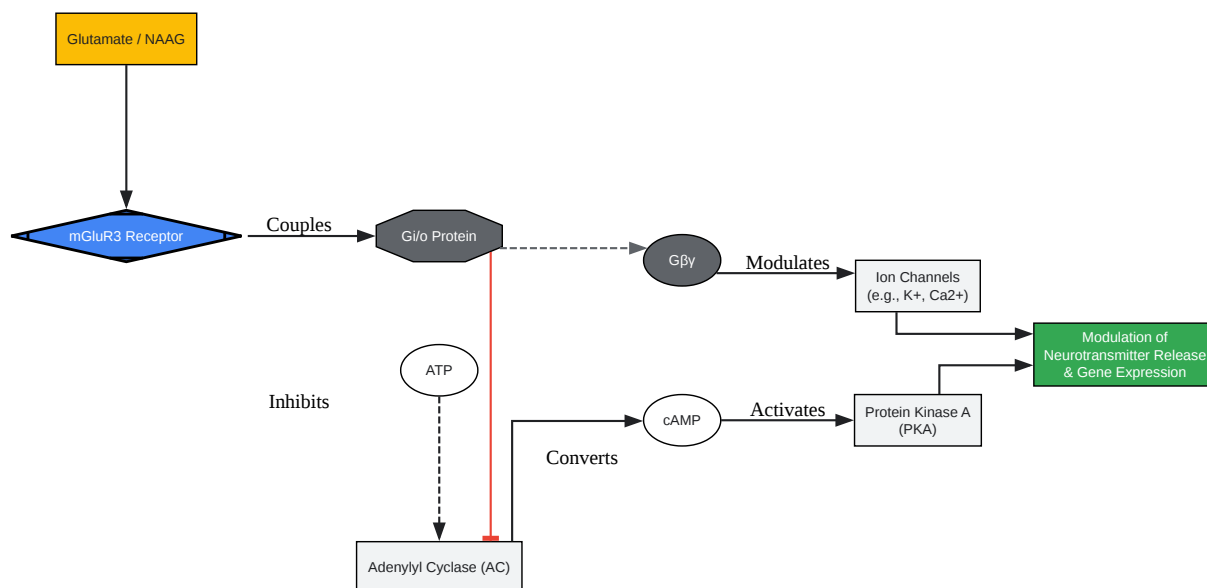 Glutamate / NAAG
mGluR3 Receptor
Couples
Gi/o Protein
Gβγ
Modulates
Ion Channels
(e.g., K+, Ca2+)
Modulation of
Neurotransmitter Release
& Gene Expression
ATP
Inhibits
cAMP
Activates
Protein Kinase A
(PKA)
Converts
Adenylyl Cyclase (AC)